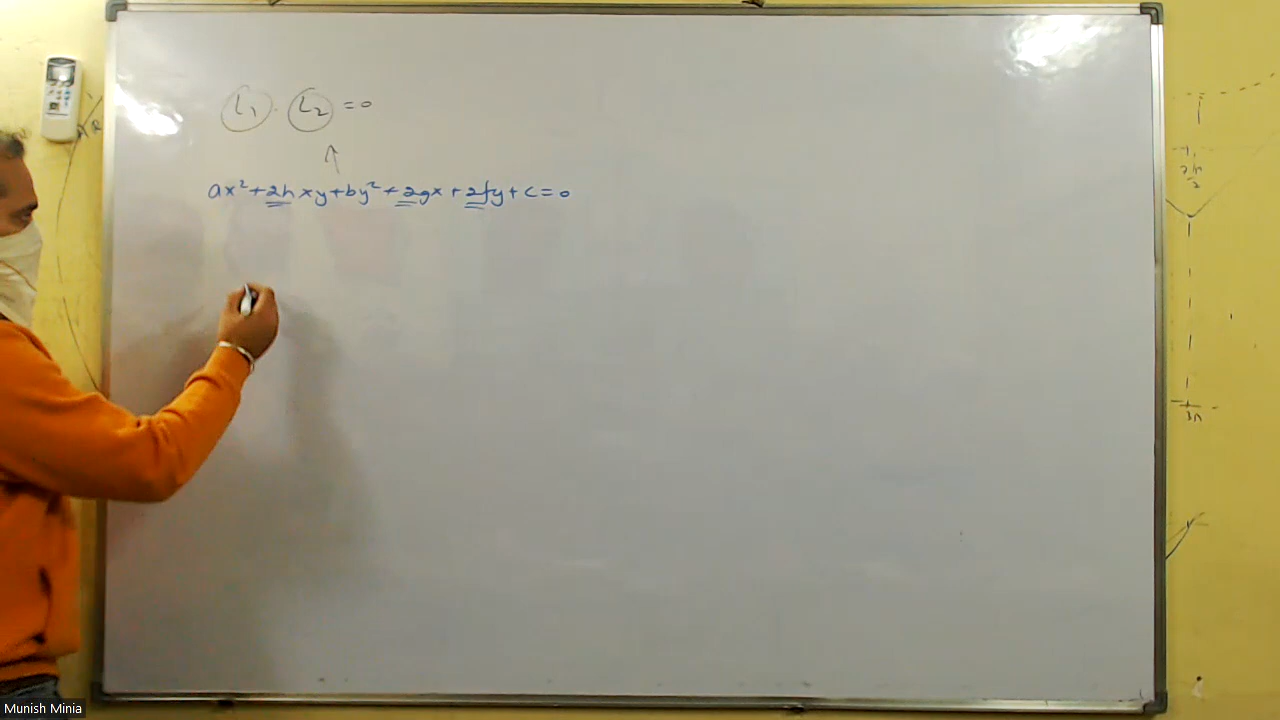 L₁ · L₂ = 0
ax² + 2hxy + by² + 2gx + 2fy + c = 0
Munish Minia